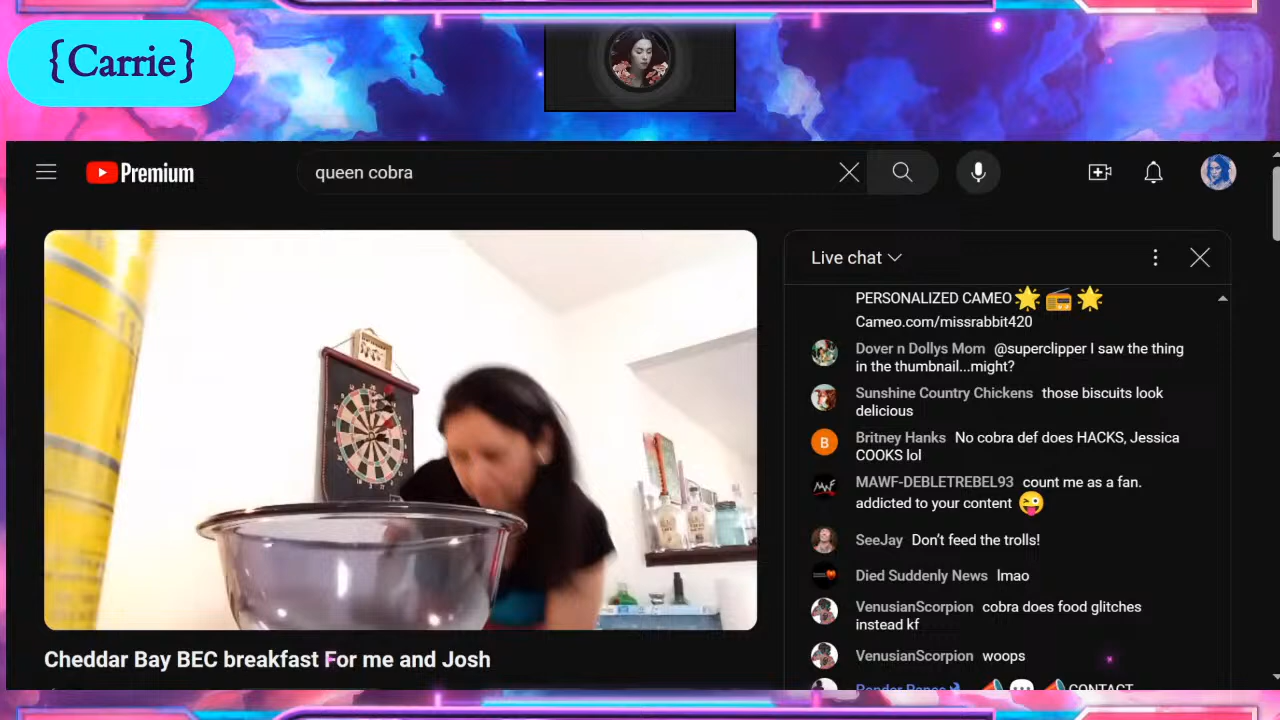 {Carrie}
Premium
queen cobra
Live chat
PERSONALIZED CAMEO🌟 📻 🌟
Cameo.com/missrabbit420
Dover n Dollys Mom @superclipper I saw the thing
in the thumbnail...might?
Sunshine Country Chickens those biscuits look
delicious
B
Britney Hanks No cobra def does HACKS, Jessica
COOKS lol
MAWF-DEBLETREBEL93 count me as a fan.
addicted to your content 😜
SeeJay Don't feed the trolls!
Died Suddenly News lmao
VenusianScorpion cobra does food glitches
instead kf
VenusianScorpion woops
CONTACT
Cheddar Bay BEC breakfast For me and Josh